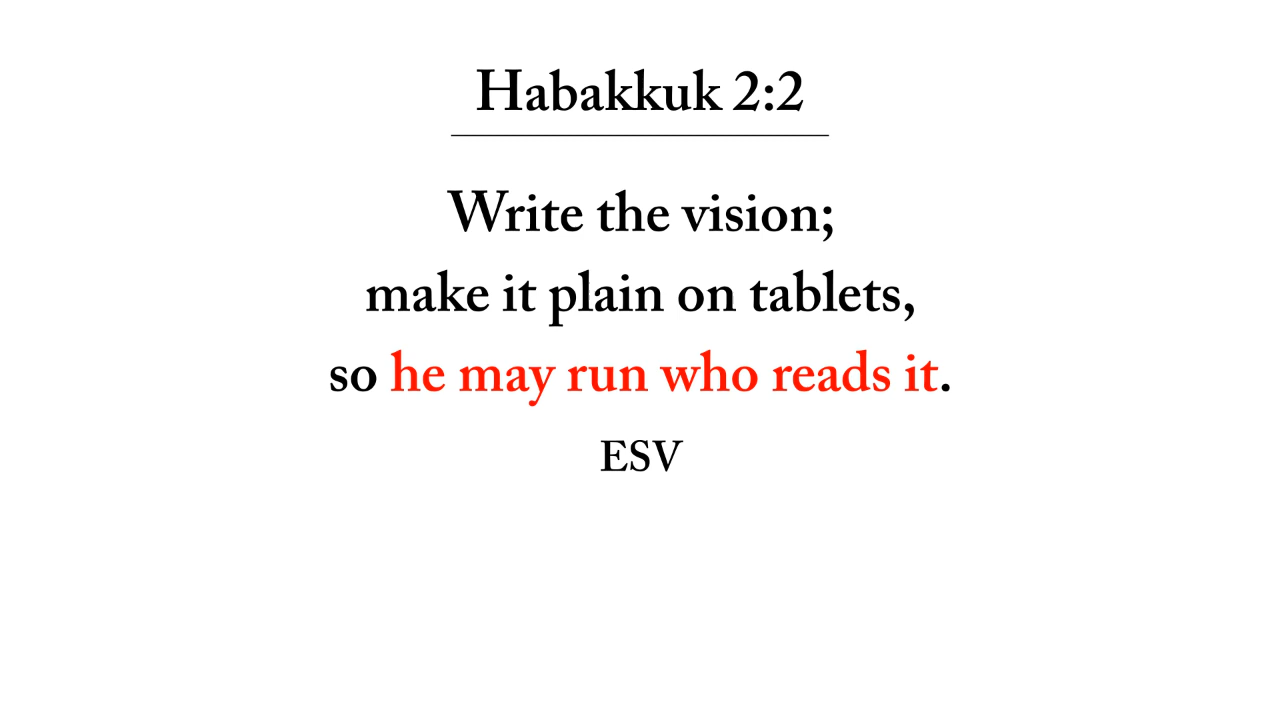 Habakkuk 2:2
Write the vision;
make it plain on tablets,
so he may run who reads it.
ESV